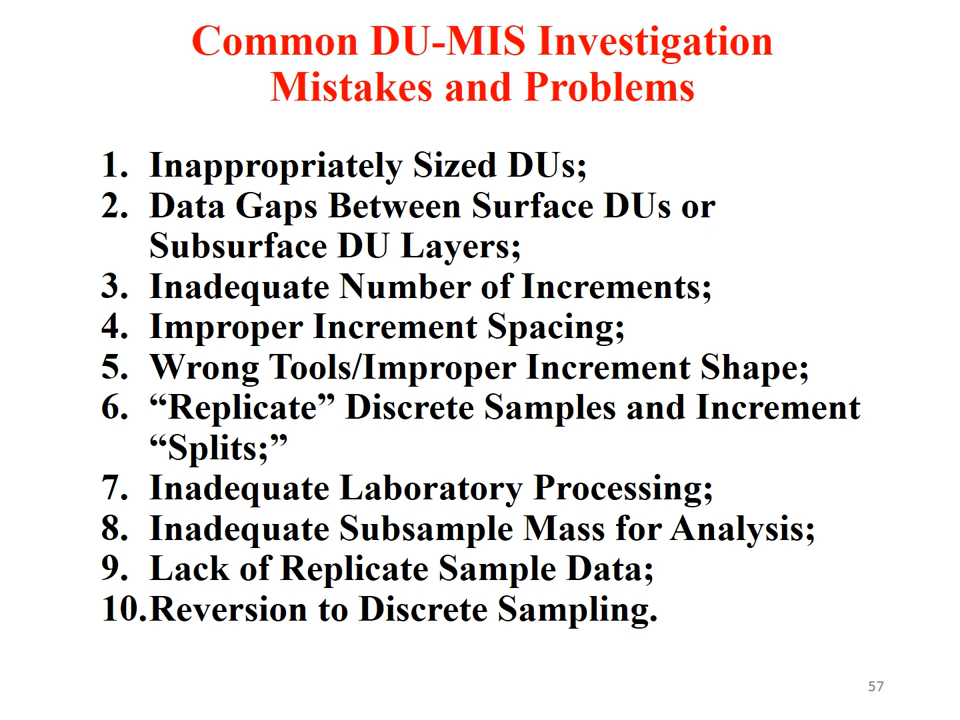 Common DU-MIS Investigation
Mistakes and Problems
1. Inappropriately Sized DUs;
2. Data Gaps Between Surface DUs or
Subsurface DU Layers;
3. Inadequate Number of Increments;
4. Improper Increment Spacing;
5. Wrong Tools/Improper Increment Shape;
6. “Replicate” Discrete Samples and Increment
“Splits;”
7. Inadequate Laboratory Processing;
8. Inadequate Subsample Mass for Analysis;
9. Lack of Replicate Sample Data;
10. Reversion to Discrete Sampling.
57